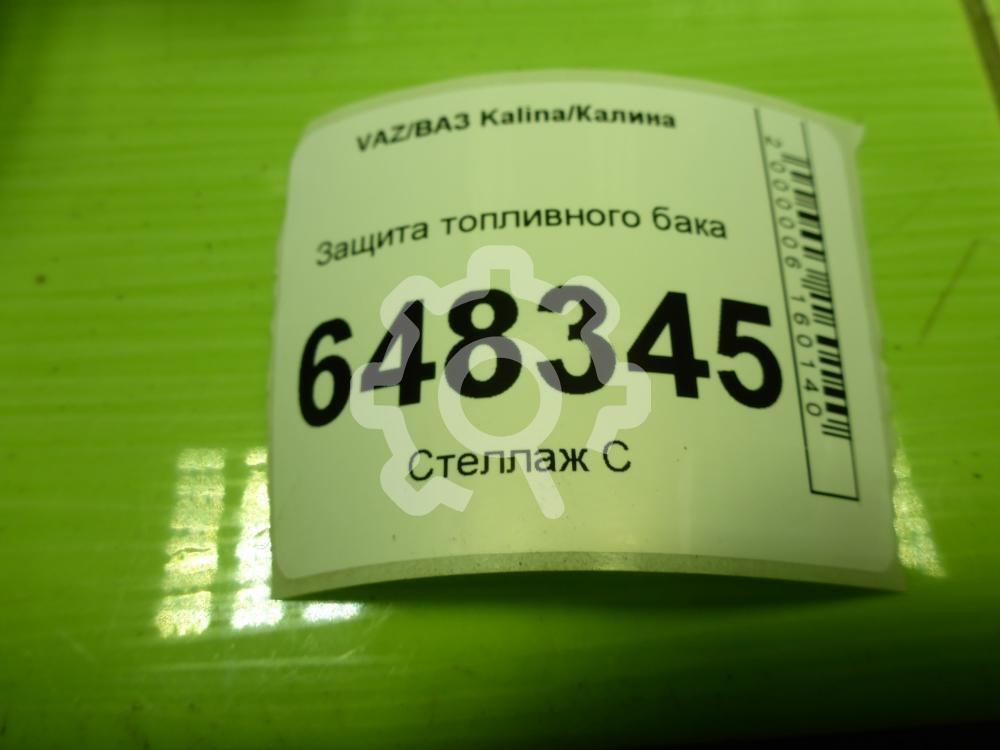 VAZ/ВАЗ Kalina/Калина
Защита топливного бака
648345
Стеллаж С
2000006160140